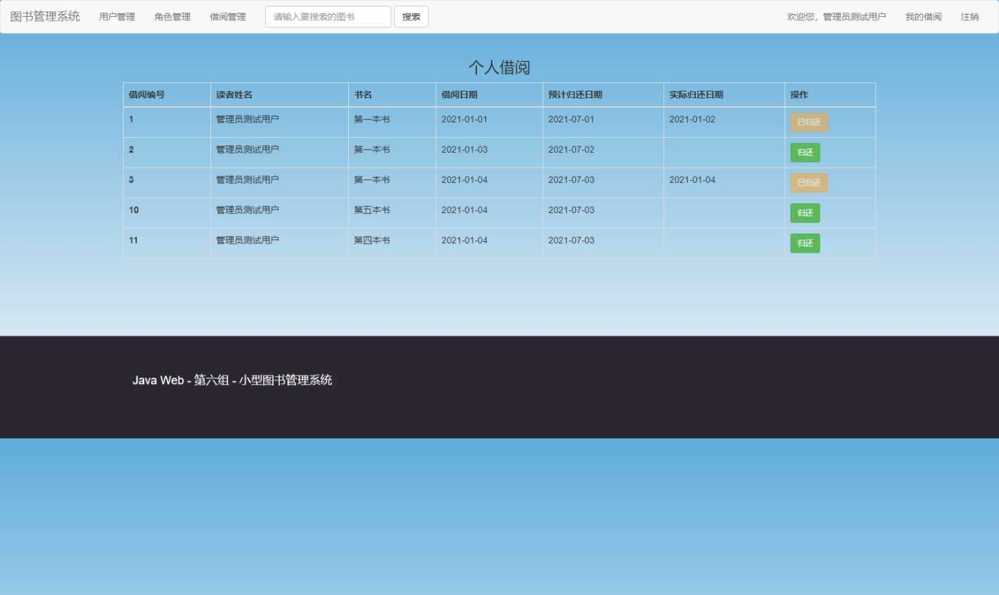 图书管理系统 用户管理 角色管理 借阅管理 请输入要搜索的图书 搜索 欢迎您，管理员测试用户 我的借阅 注销
个人借阅
借阅编号 读者姓名 书名 借阅日期 预计归还日期 实际归还日期 操作
1 管理员测试用户 第一本书 2021-01-01 2021-07-01 2021-01-02 已归还
2 管理员测试用户 第一本书 2021-01-03 2021-07-02 归还
3 管理员测试用户 第一本书 2021-01-04 2021-07-03 2021-01-04 已归还
10 管理员测试用户 第五本书 2021-01-04 2021-07-03 归还
11 管理员测试用户 第四本书 2021-01-04 2021-07-03 归还
Java Web - 第六组 - 小型图书管理系统